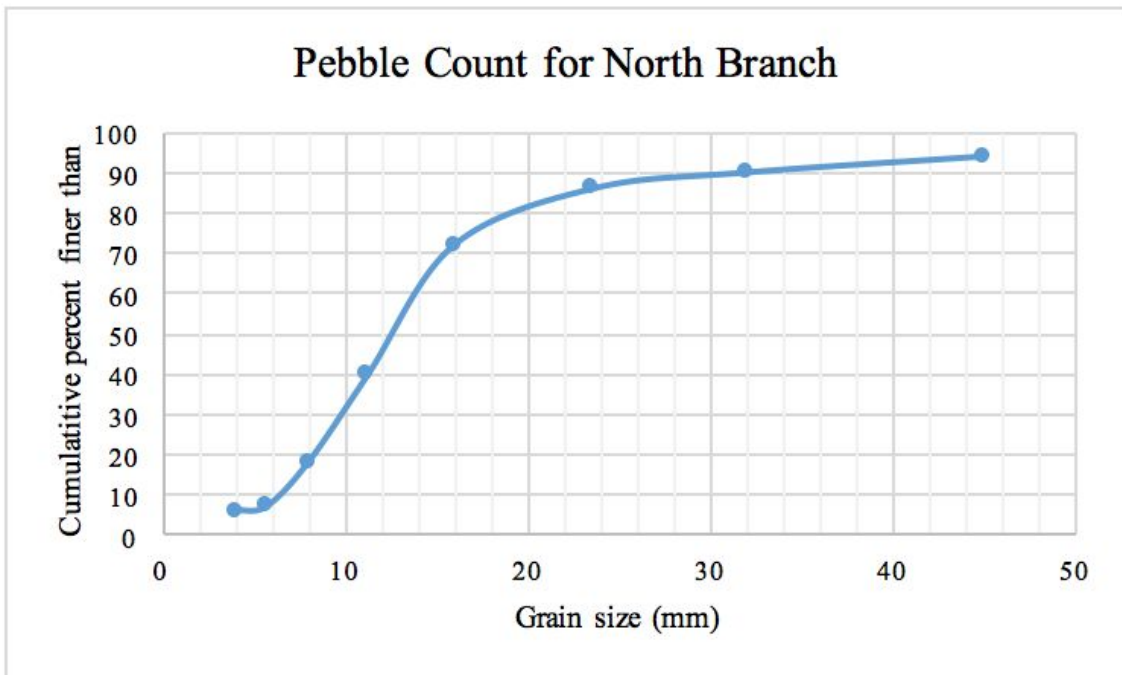 Pebble Count for North Branch
Cumulatitive percent finer than
100
90
80
70
60
50
40
30
20
10
0
0 10 20 30 40 50
Grain size (mm)